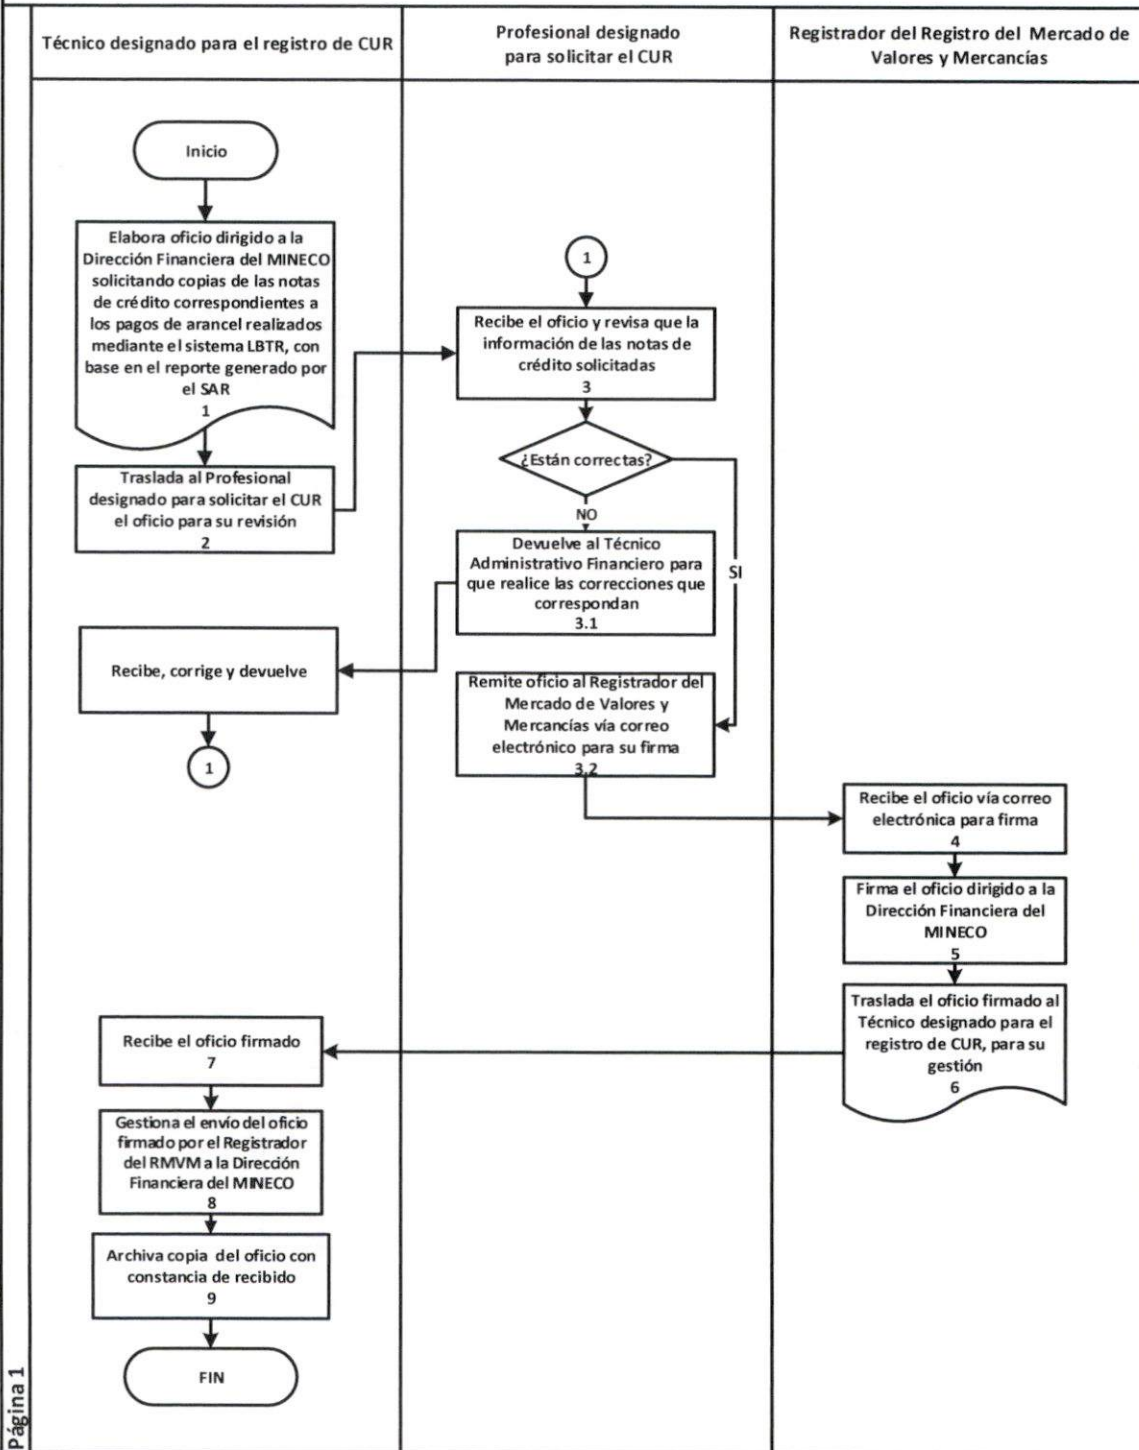 Técnico designado para el registro de CUR
Profesional designado
para solicitar el CUR
Registrador del Registro del Mercado de
Valores y Mercancías
Inicio
Elabora oficio dirigido a la
Dirección Financiera del MINECO
solicitando copias de las notas
de crédito correspondientes a
los pagos de arancel realizados
mediante el sistema LBTR, con
base en el reporte generado por
el SAR
1
Traslada al Profesional
designado para solicitar el CUR
el oficio para su revisión
2
1
Recibe el oficio y revisa que la
información de las notas de
crédito solicitadas
3
¿Están correctas?
NO
SI
Devuelve al Técnico
Administrativo Financiero para
que realice las correcciones que
correspondan
3.1
Recibe, corrige y devuelve
1
Remite oficio al Registrador del
Mercado de Valores y
Mercancías vía correo
electrónico para su firma
3.2
Recibe el oficio vía correo
electrónica para firma
4
Firma el oficio dirigido a la
Dirección Financiera del
MINECO
5
Traslada el oficio firmado al
Técnico designado para el
registro de CUR, para su
gestión
6
Recibe el oficio firmado
7
Gestiona el envío del oficio
firmado por el Registrador
del RMVM a la Dirección
Financiera del MINECO
8
Archiva copia del oficio con
constancia de recibido
9
FIN
Página 1